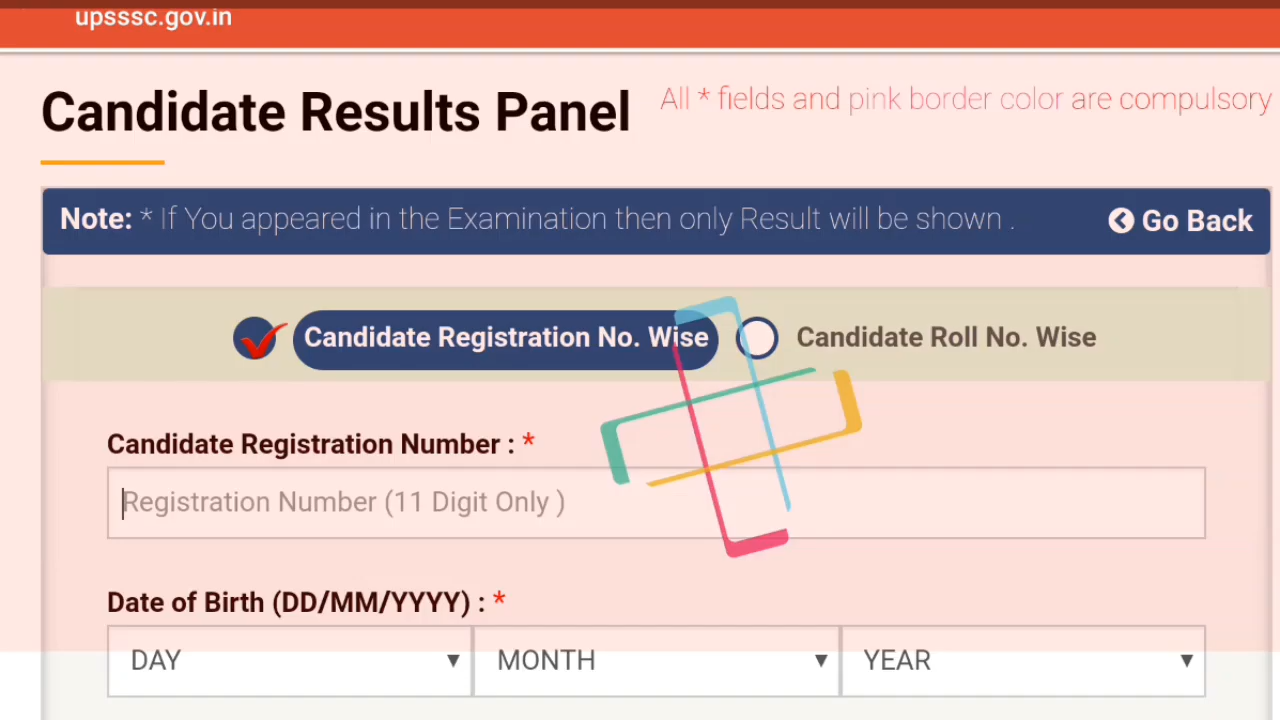 upsssc.gov.in
Candidate Results Panel
All * fields and pink border color are compulsory
Note: * If You appeared in the Examination then only Result will be shown .
Go Back
Candidate Registration No. Wise
Candidate Roll No. Wise
Candidate Registration Number : *
Registration Number (11 Digit Only )
Date of Birth (DD/MM/YYYY) : *
DAY
MONTH
YEAR